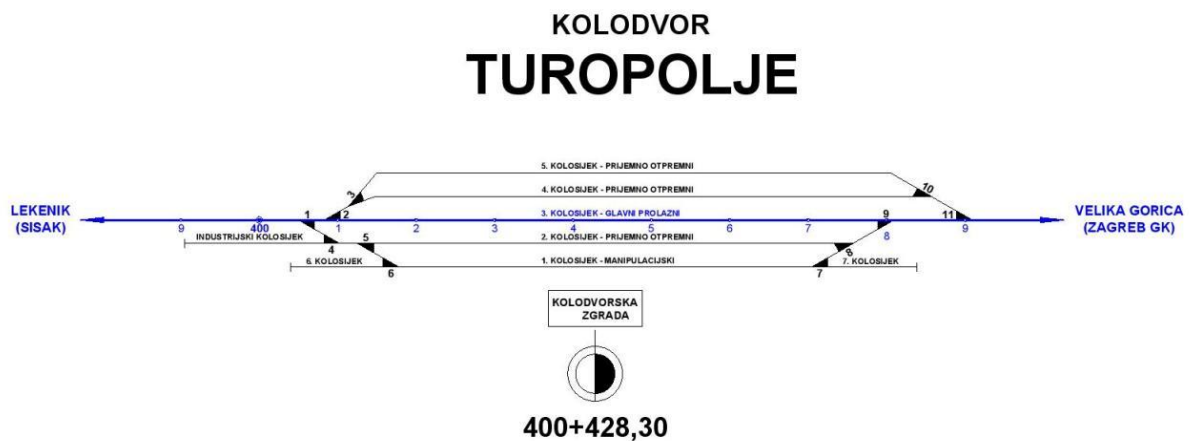 KOLODVOR
TUROPOLJE
5. KOLOSIJEK - PRIJEMNO OTPREMNI
3
10
4. KOLOSIJEK - PRIJEMNO OTPREMNI
LEKENIK
(SISAK)
1
2
3. KOLOSIJEK - GLAVNI PROLAZNI
9
11
VELIKA GORICA
(ZAGREB GK)
9
400
1
2
3
4
5
6
7
8
9
INDUSTRIJSKI KOLOSIJEK
4
5
2. KOLOSIJEK - PRIJEMNO OTPREMNI
8
6. KOLOSIJEK
6
1. KOLOSIJEK - MANIPULACIJSKI
7
7. KOLOSIJEK
KOLODVORSKA
ZGRADA
400+428,30